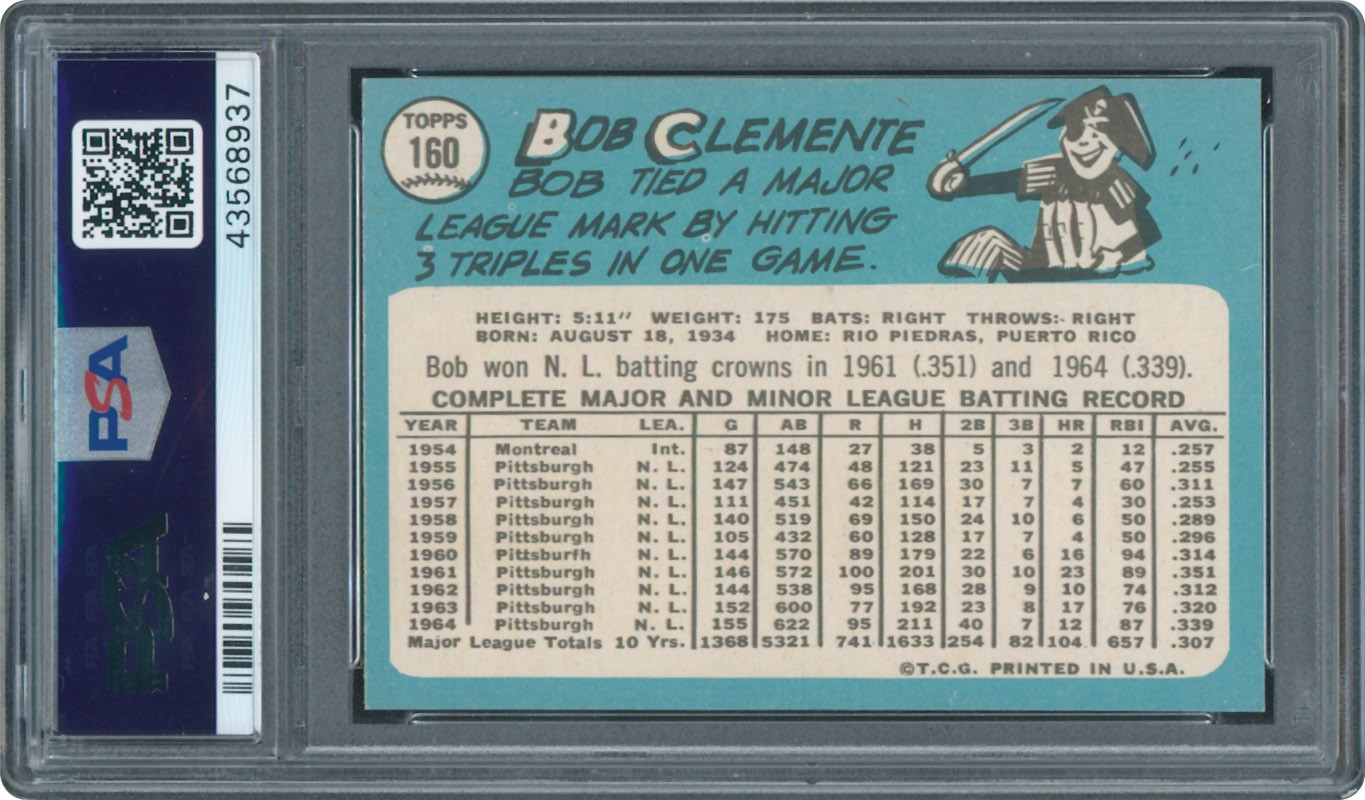 43568937
PSA
PSA
TOPPS
160
BOB CLEMENTE
BOB TIED A MAJOR
LEAGUE MARK BY HITTING
3 TRIPLES IN ONE GAME.
HEIGHT: 5:11" WEIGHT: 175 BATS: RIGHT THROWS:- RIGHT
BORN: AUGUST 18, 1934 HOME: RIO PIEDRAS, PUERTO RICO
Bob won N. L. batting crowns in 1961 (.351) and 1964 (.339).
COMPLETE MAJOR AND MINOR LEAGUE BATTING RECORD
YEAR TEAM LEA. G AB R H 2B 3B HR RBI AVG.
1954 Montreal Int. 87 148 27 38 5 3 2 12 .257
1955 Pittsburgh N. L. 124 474 48 121 23 11 5 47 .255
1956 Pittsburgh N. L. 147 543 66 169 30 7 7 60 .311
1957 Pittsburgh N. L. 111 451 42 114 17 7 4 30 .253
1958 Pittsburgh N. L. 140 519 69 150 24 10 6 50 .289
1959 Pittsburgh N. L. 105 432 60 128 17 7 4 50 .296
1960 Pittsburfh N. L. 144 570 89 179 22 6 16 94 .314
1961 Pittsburgh N. L. 146 572 100 201 30 10 23 89 .351
1962 Pittsburgh N. L. 144 538 95 168 28 9 10 74 .312
1963 Pittsburgh N. L. 152 600 77 192 23 8 17 76 .320
1964 Pittsburgh N. L. 155 622 95 211 40 7 12 87 .339
Major League Totals 10 Yrs. 1368 5321 741 1633 254 82 104 657 .307
©T.C.G. PRINTED IN U.S.A.